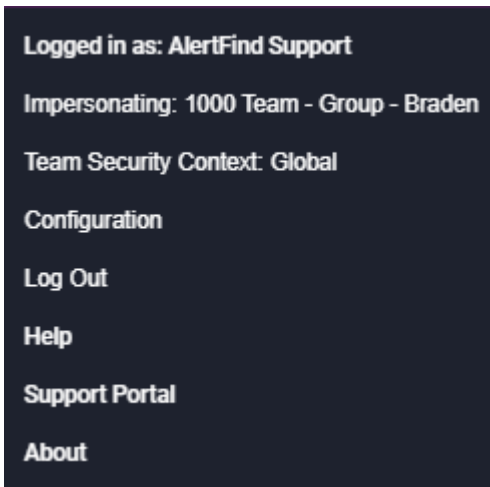 Logged in as: AlertFind Support
Impersonating: 1000 Team - Group - Braden
Team Security Context: Global
Configuration
Log Out
Help
Support Portal
About